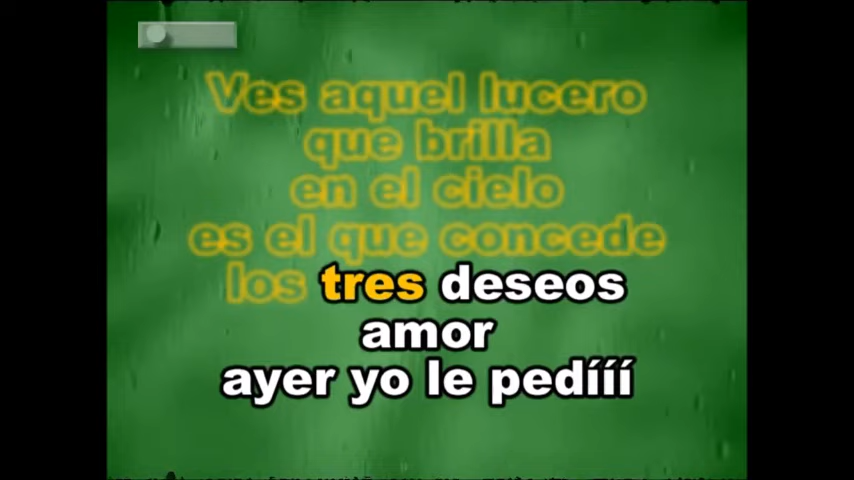 Ves aquel lucero
que brilla
en el cielo
es el que concede
los tres deseos
amor
ayer yo le pedííí